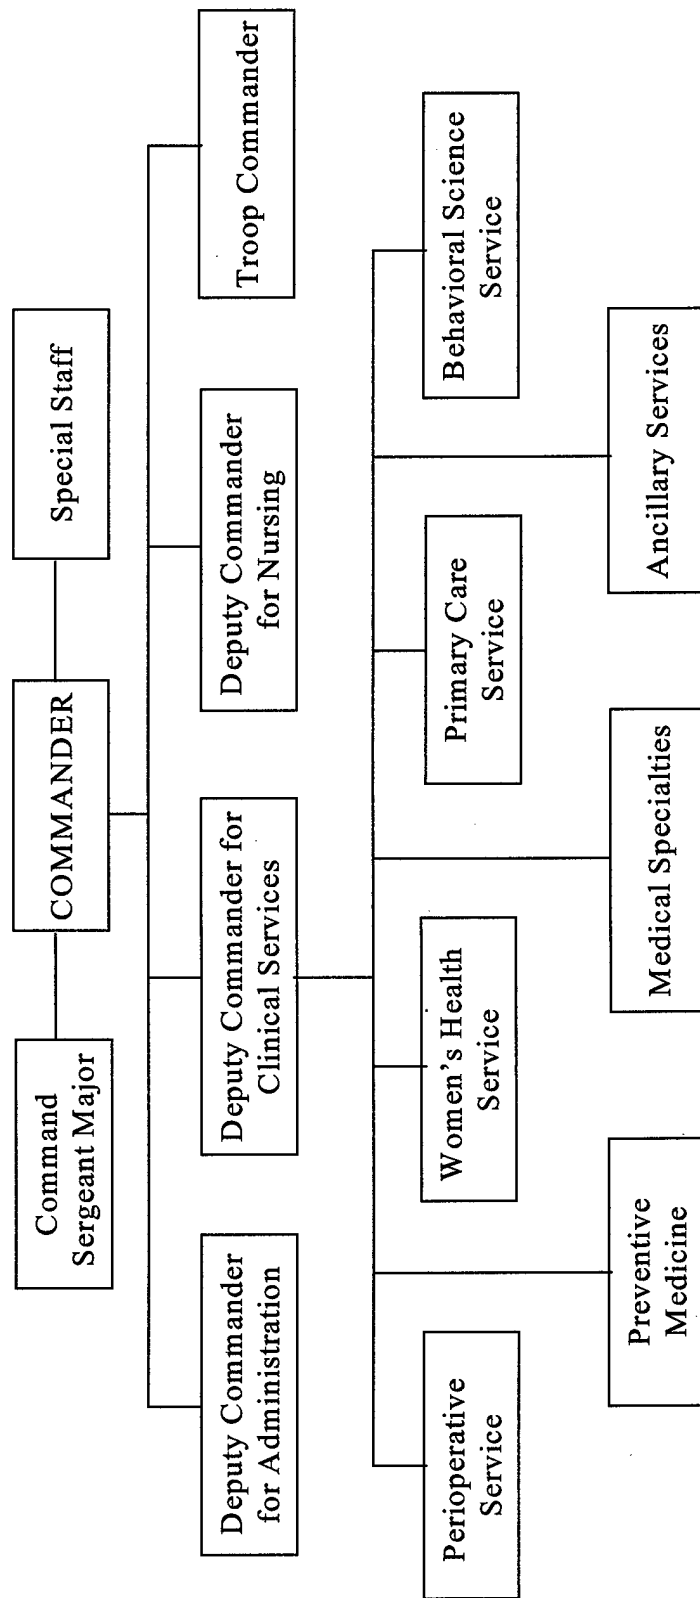 Command
Sergeant Major
COMMANDER
Special Staff
Deputy Commander
for Administration
Deputy Commander for
Clinical Services
Deputy Commander
for Nursing
Troop Commander
Perioperative
Service
Women's Health
Service
Primary Care
Service
Behavioral Science
Service
Preventive
Medicine
Medical Specialties
Ancillary Services